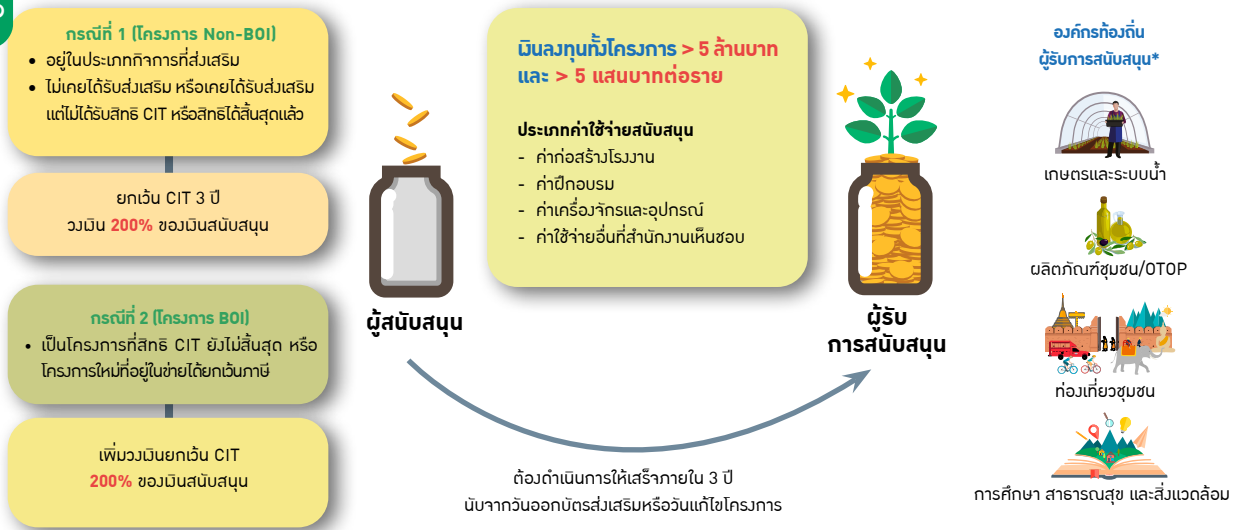 กรณีที่ 1 (โครงการ Non-BOI)
• อยู่ในประเภทกิจการที่ส่งเสริม
• ไม่เคยได้รับส่งเสริม หรือเคยได้รับส่งเสริม
แต่ไม่ได้รับสิทธิ CIT หรือสิทธิได้สิ้นสุดแล้ว
ยกเว้น CIT 3 ปี
วงเงิน 200% ของเงินสนับสนุน
กรณีที่ 2 (โครงการ BOI)
• เป็นโครงการที่สิทธิ CIT ยังไม่สิ้นสุด หรือ
โครงการใหม่ที่อยู่ในข่ายได้ยกเว้นภาษี
เพิ่มวงเงินยกเว้น CIT
200% ของเงินสนับสนุน
ผู้สนับสนุน
เงินลงทุนทั้งโครงการ > 5 ล้านบาท
และ > 5 แสนบาทต่อราย
ประเภทค่าใช้จ่ายสนับสนุน
- ค่าก่อสร้างโรงงาน
- ค่าฝึกอบรม
- ค่าเครื่องจักรและอุปกรณ์
- ค่าใช้จ่ายอื่นที่สำนักงานเห็นชอบ
ผู้รับ
การสนับสนุน
ต้องดำเนินการให้เสร็จภายใน 3 ปี
นับจากวันออกบัตรส่งเสริมหรือวันแก้ไขโครงการ
องค์กรท้องถิ่น
ผู้รับการสนับสนุน*
เกษตรและระบบน้ำ
ผลิตภัณฑ์ชุมชน/OTOP
ท่องเที่ยวชุมชน
การศึกษา สาธารณสุข และสิ่งแวดล้อม